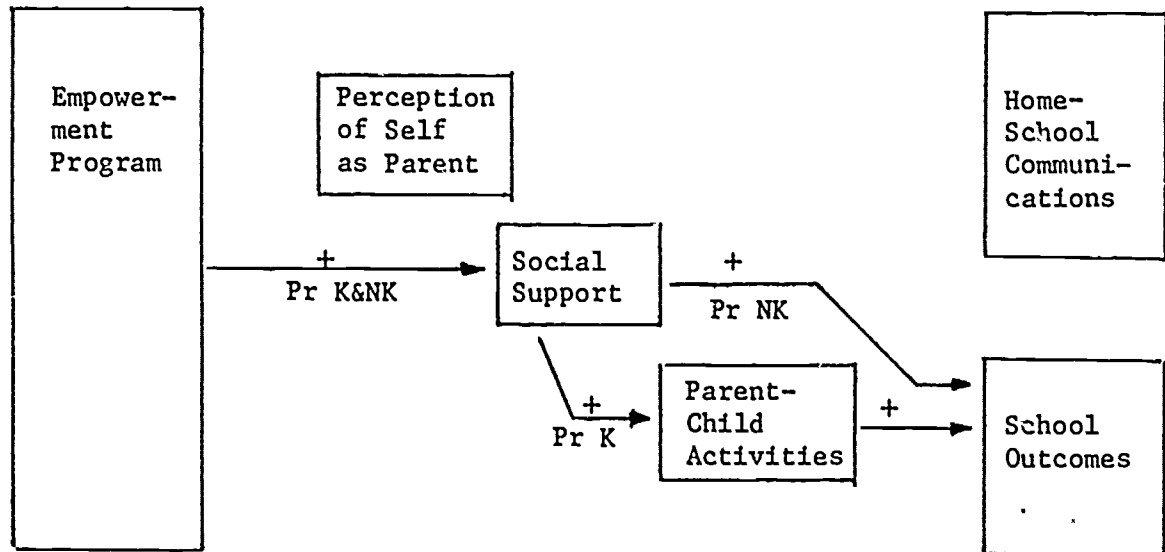 Empower-
ment
Program
Perception
of Self
as Parent
Home-
School
Communi-
cations
+
Pr K&NK
Social
Support
+
Pr NK
+
Pr K
Parent-
Child
Activities
+
School
Outcomes